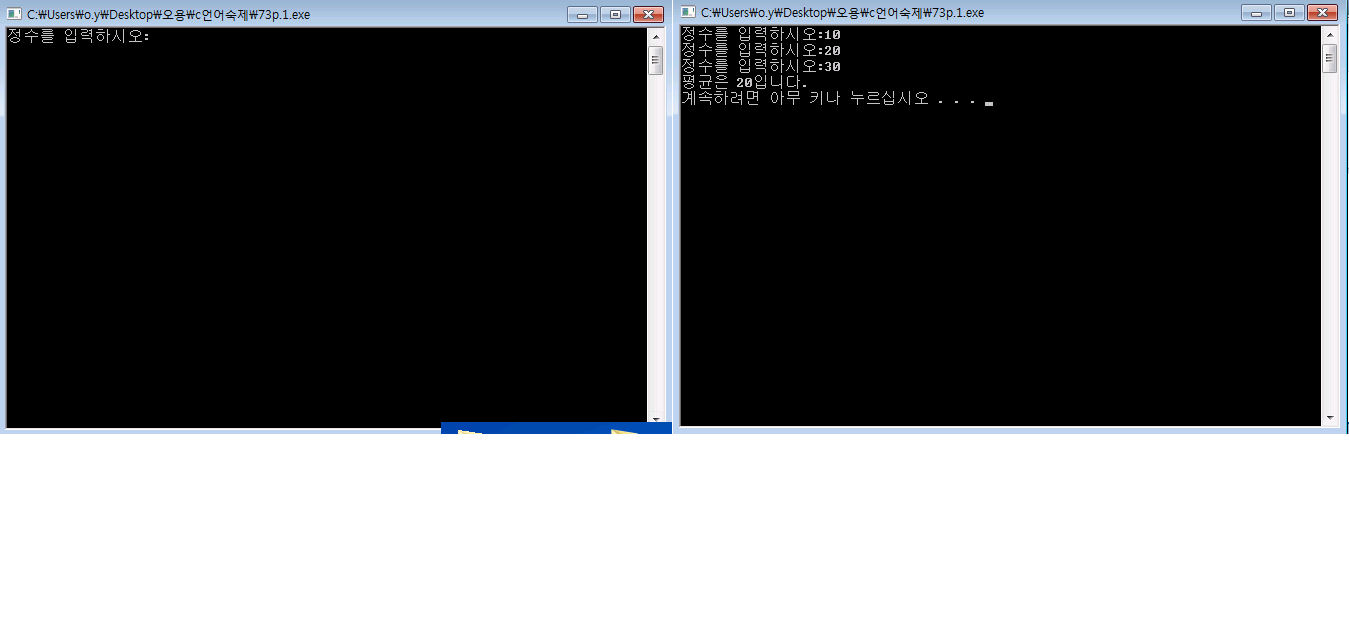 C:₩Users₩o.y₩Desktop₩오용₩c언어숙제₩73p.1.exe
정수를 입력하시오:
C:₩Users₩o.y₩Desktop₩오용₩c언어숙제₩73p.1.exe
정수를 입력하시오:10
정수를 입력하시오:20
정수를 입력하시오:30
평균은 20입니다.
계속하려면 아무 키나 누르십시오 . . .